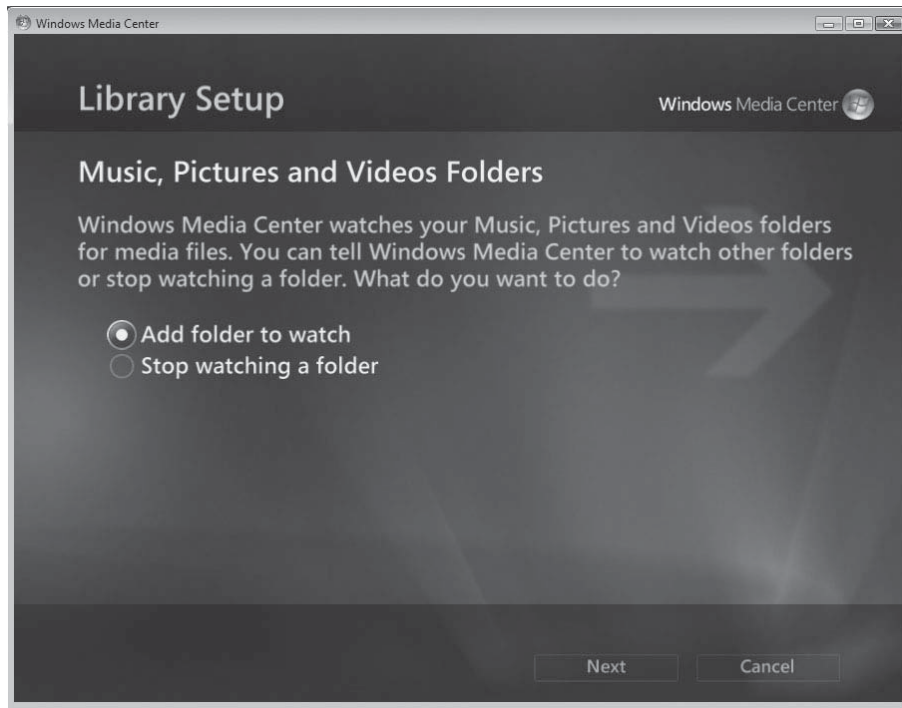 Windows Media Center
Library Setup
Windows Media Center
Music, Pictures and Videos Folders
Windows Media Center watches your Music, Pictures and Videos folders
for media files. You can tell Windows Media Center to watch other folders
or stop watching a folder. What do you want to do?
Add folder to watch
Stop watching a folder
Next
Cancel